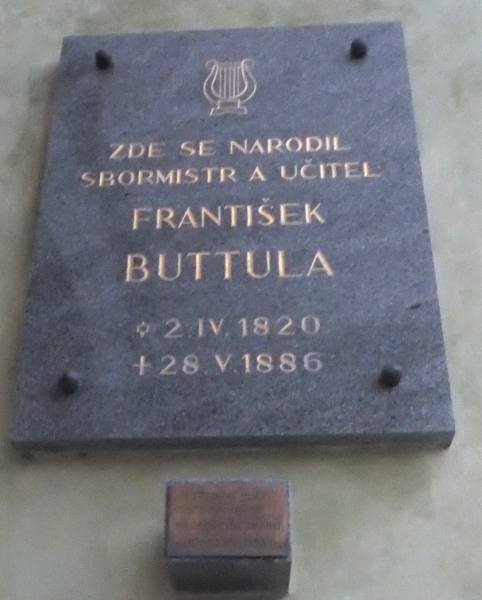 ZDE SE NARODIL
SBORMISTR A UČITEL
FRANTIŠEK
BUTTULA
✡ 2.IV.1820
+ 28.V.1886